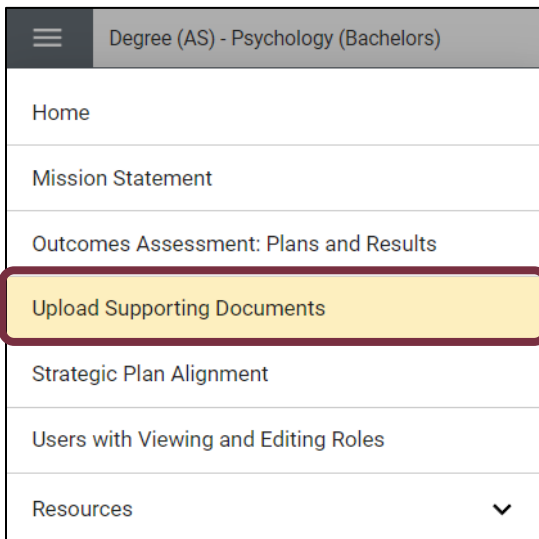 Degree (AS) - Psychology (Bachelors)
Home
Mission Statement
Outcomes Assessment: Plans and Results
Upload Supporting Documents
Strategic Plan Alignment
Users with Viewing and Editing Roles
Resources